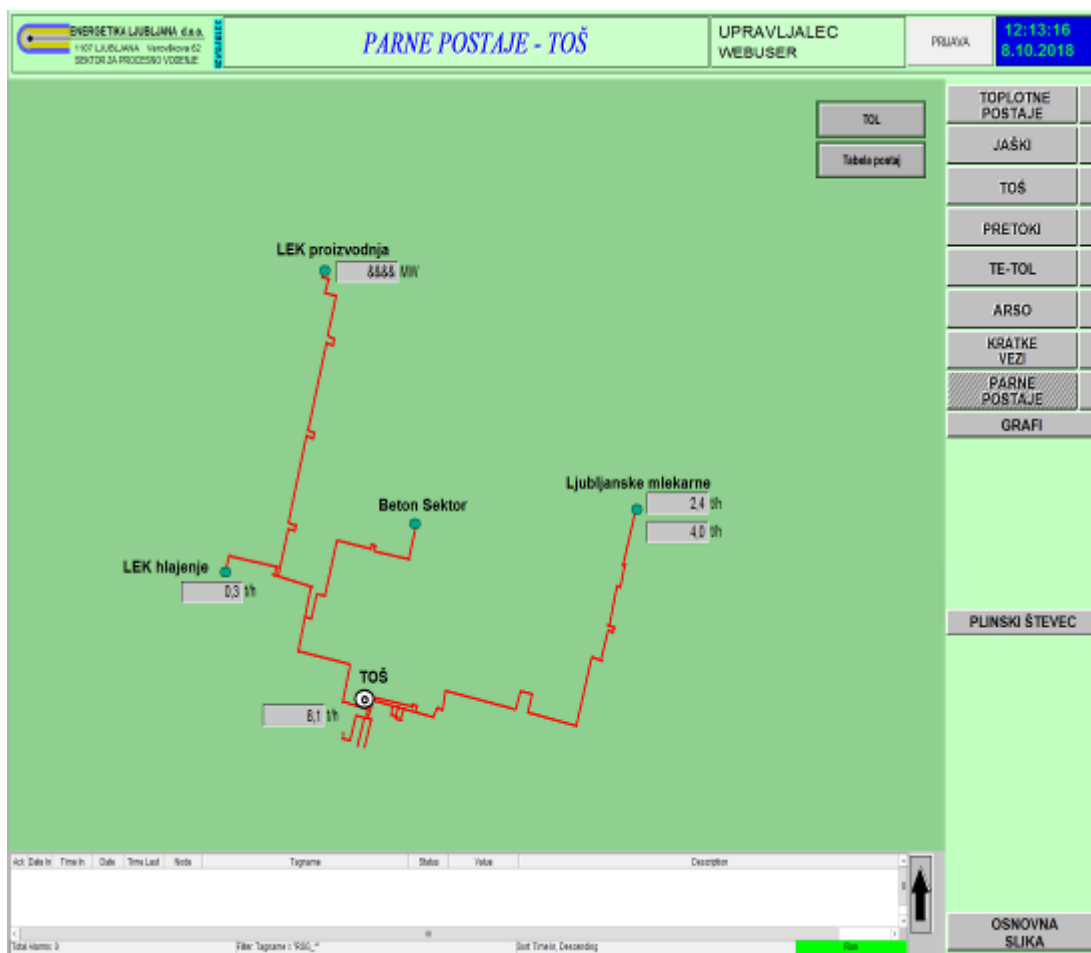 ENERGETIKA LJUBLJANA d.o.o.
1107 LJUBLJANA Verovškova 62
SEKTOR ZA PROCESNO VODENJE
PARNE POSTAJE - TOŠ
UPRAVLJALEC
WEBUSER
PRIJAVA
12:13:16
8.10.2018
TOL
Tabela postaj
TOPLOTNE
POSTAJE
JAŠKI
TOŠ
PRETOKI
TE-TOL
ARSO
KRATKE
VEZI
PARNE
POSTAJE
GRAFI
PLINSKI ŠTEVEC
OSNOVNA
SLIKA
LEK proizvodnja
&&&& MW
Ljubljanske mlekarne
2,4 t/h
4,0 t/h
Beton Sektor
LEK hlajenje
0,3 t/h
TOŠ
8,1 t/h
Ack Date In Time In Date Time Last Node Tagname Status Value Description
Total Alarms: 0
Filter: Tagname = "RSG_*"
Sort: Time In, Descending
Run